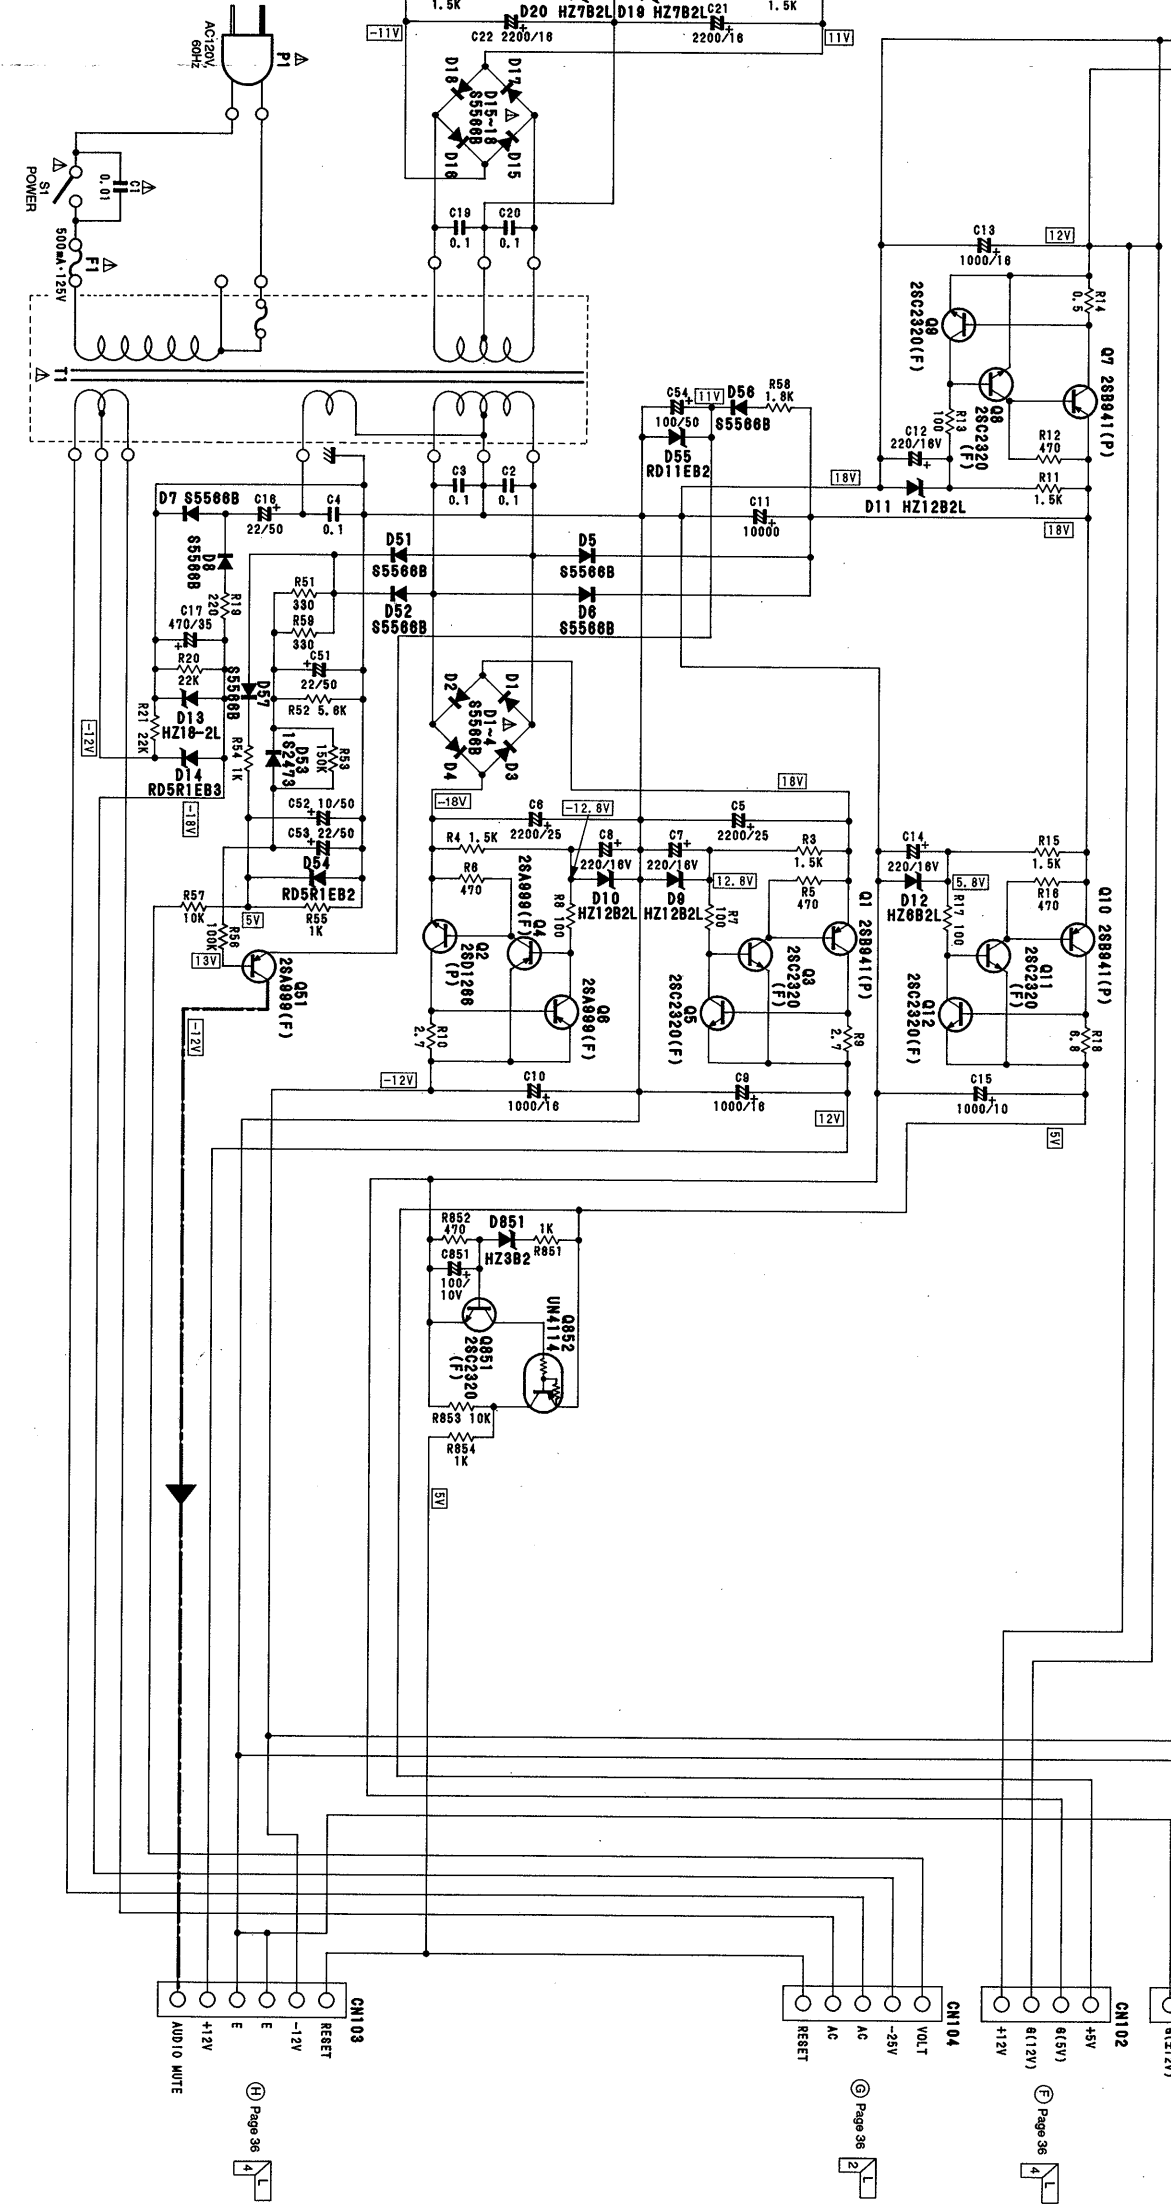 1.5K
D20 HZ7B2L
D19 HZ7B2L
C21
1.5K
-11V
C22 2200/16
2200/16
11V
AC120V,
60Hz
P1
D18
D17
D15~18
S5566B
D16
D15
C1
0.01
S1
POWER
F1
500mA·125V
C19
0.1
C20
0.1
T1
C13
1000/16
12V
R14
0.5
Q9
2SC2320(F)
Q8
2SC2320
(F)
Q7 2SB941(P)
R13
100
R12
470
C12
220/16V
R11
1.5K
D11 HZ12B2L
18V
18V
C54
100/50
11V
D56
S5566B
R58
1.8K
D55
RD11EB2
C3
0.1
C2
0.1
C11
10000
D7 S5566B
C16
22/50
C4
0.1
D8
S5566B
R19
220
C17
470/35
R20
22K
D13
HZ18-2L
R21 22K
D14
RD5R1EB3
-12V
-18V
D51
S5566B
D52
S5566B
D5
S5566B
D6
S5566B
R51
330
R59
330
C51
22/50
R52 5.6K
D57
S5566B
R54 1K
D53
1S2473
R53
150K
C52 10/50
C53 22/50
D54
RD5R1EB2
R57
10K
5V
R55
1K
R56
100K
13V
Q51
2SA999(F)
-12V
D2
D1
D1~4
S5566B
D4
D3
-18V
-12.8V
C6
2200/25
C5
2200/25
18V
R4 1.5K
C8
220/16V
C7
220/16V
R3
1.5K
R6
470
D10
HZ12B2L
D9
HZ12B2L
12.8V
R5
470
R8 100
R7
100
Q4
2SA999(F)
Q2
2SD1266
(P)
Q6
2SA999(F)
R10
2.7
Q1 2SB941(P)
Q3
2SC2320
(F)
Q5
2SC2320(F)
R9
2.7
-12V
C10
1000/16
C9
1000/16
12V
C14
220/16V
R15
1.5K
D12
HZ6B2L
5.8V
R16
470
R17 100
Q10 2SB941(P)
Q11
2SC2320
(F)
Q12
2SC2320(F)
R18
6.8
C15
1000/10
5V
R852
470
D851
HZ3B2
1K
R851
C851
100/
10V
Q851
2SC2320
(F)
Q852
UN4114
R853 10K
R854
1K
5V
CN103
AUDIO MUTE
+12V
E
E
-12V
RESET
H Page 36
4 L
CN104
RESET
AC
AC
-25V
VOLT
G Page 36
2 L
CN102
+12V
G(12V)
G(5V)
+5V
F Page 36
4 L